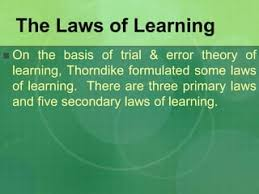 The Laws of Learning
On the basis of trial & error theory of
learning, Thorndike formulated some laws
of learning. There are three primary laws
and five secondary laws of learning.